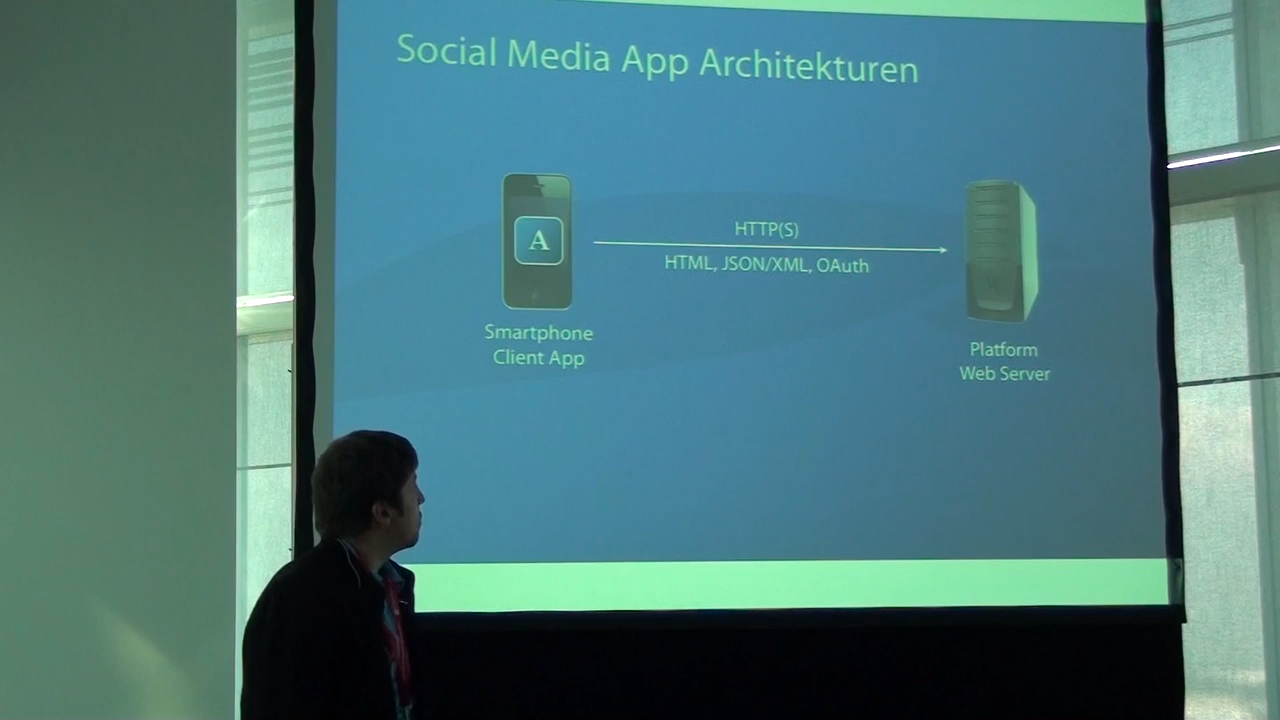 Social Media App Architekturen
A
HTTP(S)
HTML, JSON/XML, OAuth
Smartphone
Client App
Platform
Web Server